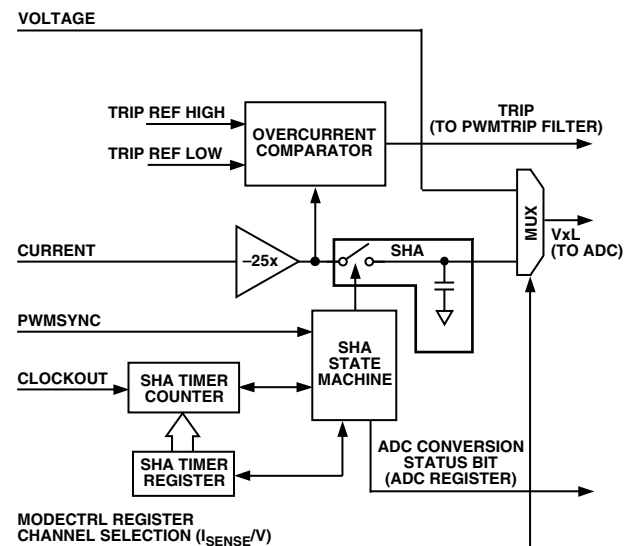 VOLTAGE
TRIP REF HIGH
TRIP REF LOW
OVERCURRENT
COMPARATOR
TRIP
(TO PWMTRIP FILTER)
MUX
VxL
(TO ADC)
CURRENT
–25x
SHA
PWMSYNC
SHA
STATE
MACHINE
CLOCKOUT
SHA TIMER
COUNTER
SHA TIMER
REGISTER
ADC CONVERSION
STATUS BIT
(ADC REGISTER)
MODECTRL REGISTER
CHANNEL SELECTION (ISENSE/V)